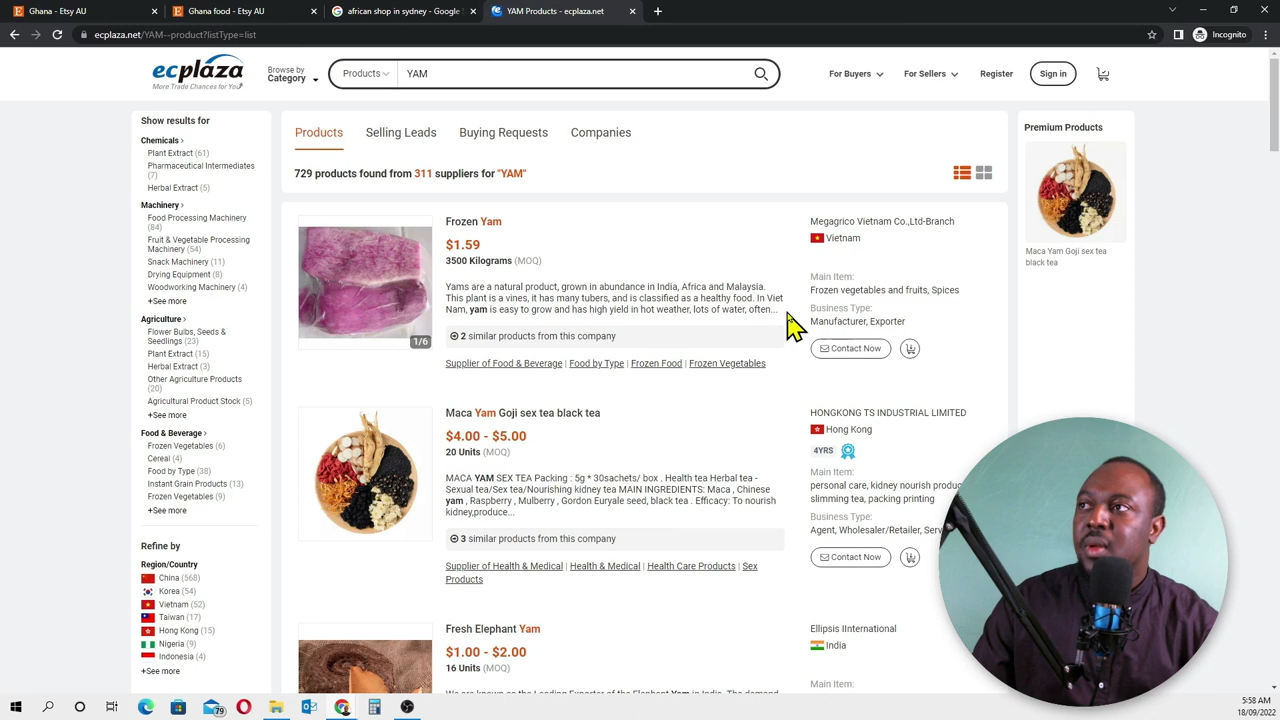 Ghana - Etsy AU
Etsy - Etsy AU
african shop in sydney - Google
YAM Products - ecplaza.net
ecplaza.net/YAM--product?listType=list
Incognito
ecplaza
More Trade Chances for You
Browse by
Category
Products
YAM
For Buyers
For Sellers
Register
Sign in
Show results for
Chemicals
Plant Extract (61)
Pharmaceutical Intermediates
(7)
Herbal Extract (5)
Machinery
Food Processing Machinery
(84)
Fruit & Vegetable Processing
Machinery (54)
Snack Machinery (11)
Drying Equipment (8)
Woodworking Machinery (4)
+See more
Agriculture
Flower Bulbs, Seeds &
Seedlings (23)
Plant Extract (15)
Herbal Extract (3)
Other Agriculture Products
(20)
Agricultural Product Stock (5)
+See more
Food & Beverage
Frozen Vegetables (6)
Cereal (4)
Food by Type (38)
Instant Grain Products (13)
Frozen Vegetables (9)
+See more
Refine by
Region/Country
China (568)
Korea (54)
Vietnam (52)
Taiwan (17)
Hong Kong (15)
Nigeria (9)
Indonesia (4)
+See more
Products
Selling Leads
Buying Requests
Companies
729 products found from 311 suppliers for "YAM"
1/6
Frozen Yam
$1.59
3500 Kilograms (MOQ)
Yams are a natural product, grown in abundance in India, Africa and Malaysia.
This plant is a vines, it has many tubers, and is classified as a healthy food. In Viet
Nam, yam is easy to grow and has high yield in hot weather, lots of water, often...
2 similar products from this company
Supplier of Food & Beverage | Food by Type | Frozen Food | Frozen Vegetables
Megagrico Vietnam Co.,Ltd-Branch
Vietnam
Main Item:
Frozen vegetables and fruits, Spices
Business Type:
Manufacturer, Exporter
Contact Now
Maca Yam Goji sex tea black tea
$4.00 - $5.00
20 Units (MOQ)
MACA YAM SEX TEA Packing : 5g * 30sachets/ box . Health tea Herbal tea -
Sexual tea/Sex tea/Nourishing kidney tea MAIN INGREDIENTS: Maca , Chinese
yam , Raspberry , Mulberry , Gordon Euryale seed, black tea . Efficacy: To nourish
kidney,produce...
3 similar products from this company
Supplier of Health & Medical | Health & Medical | Health Care Products | Sex
Products
HONGKONG TS INDUSTRIAL LIMITED
Hong Kong
4YRS
Main Item:
personal care, kidney nourish
slimming tea, packing printing
Business Type:
Agent, Wholesaler/Retailer,
Contact Now
Fresh Elephant Yam
$1.00 - $2.00
16 Units (MOQ)
Ellipsis IInternational
India
Main Item:
Premium Products
Maca Yam Goji sex tea
black tea
79
5:58 AM
18/09/2022